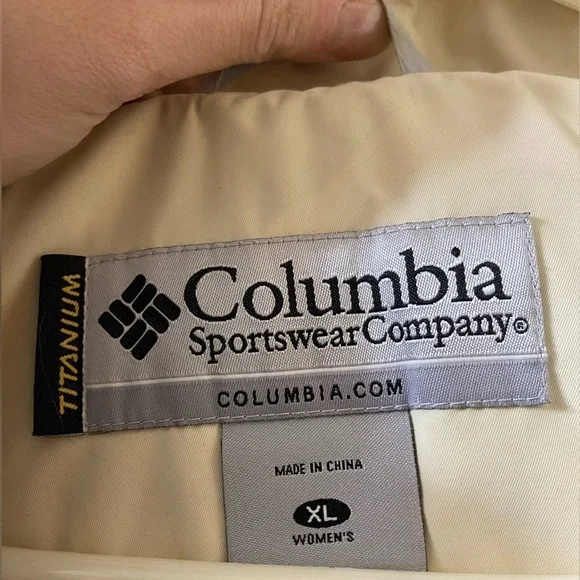 TITANIUM
Columbia
Sportswear Company®
COLUMBIA.COM
MADE IN CHINA
XL
WOMEN'S